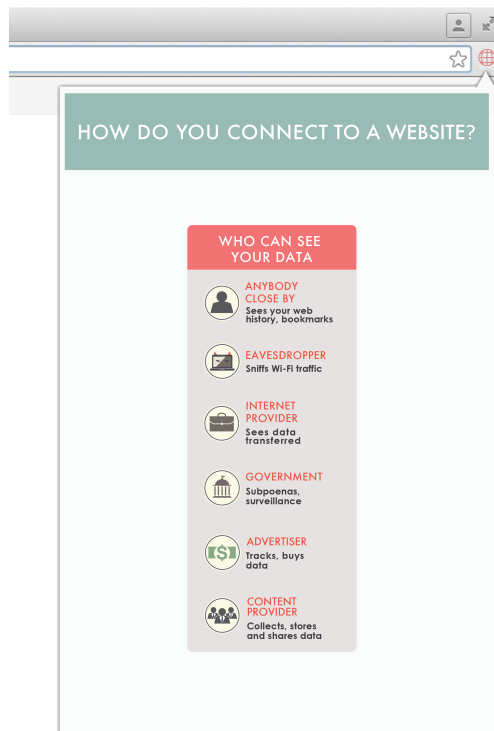 HOW DO YOU CONNECT TO A WEBSITE?
WHO CAN SEE
YOUR DATA
ANYBODY
CLOSE BY
Sees your web
history, bookmarks
EAVESDROPPER
Sniffs Wi-Fi traffic
INTERNET
PROVIDER
Sees data
transferred
GOVERNMENT
Subpoenas,
surveillance
ADVERTISER
Tracks, buys
data
CONTENT
PROVIDER
Collects, stores
and shares data